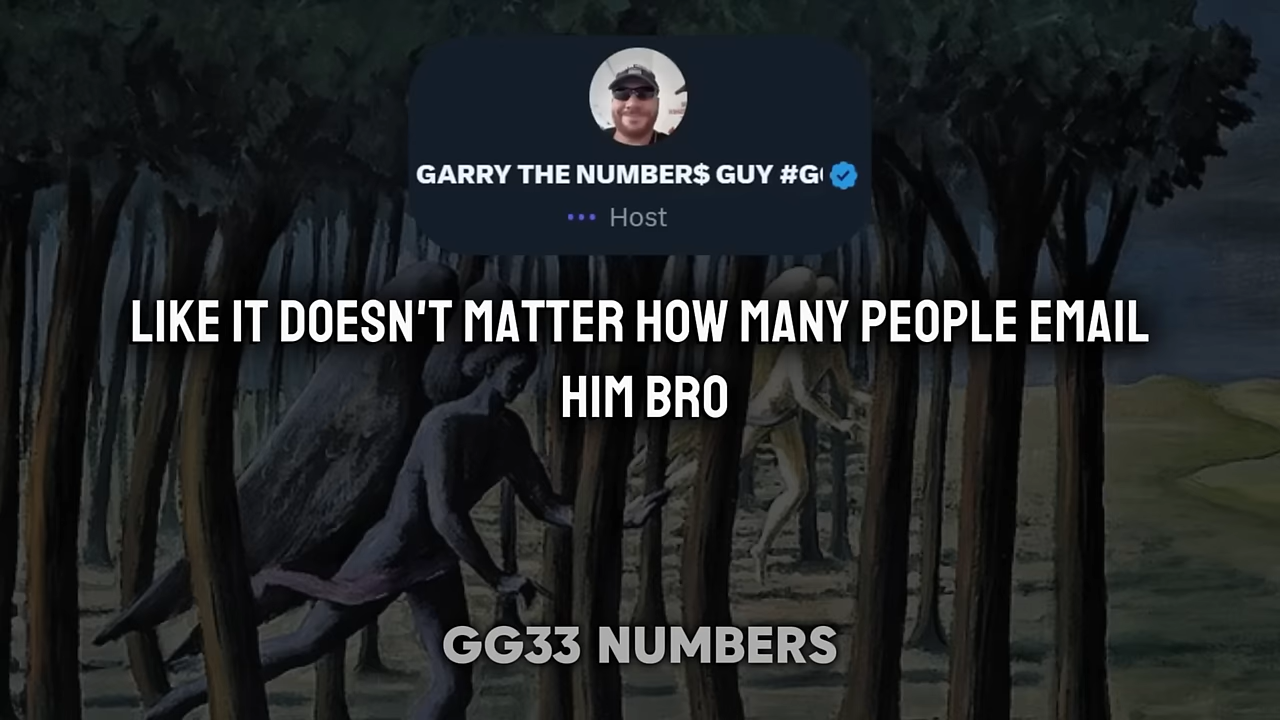 GARRY THE NUMBER$ GUY #G
Host
LIKE IT DOESN'T MATTER HOW MANY PEOPLE EMAIL
HIM BRO
GG33 NUMBERS